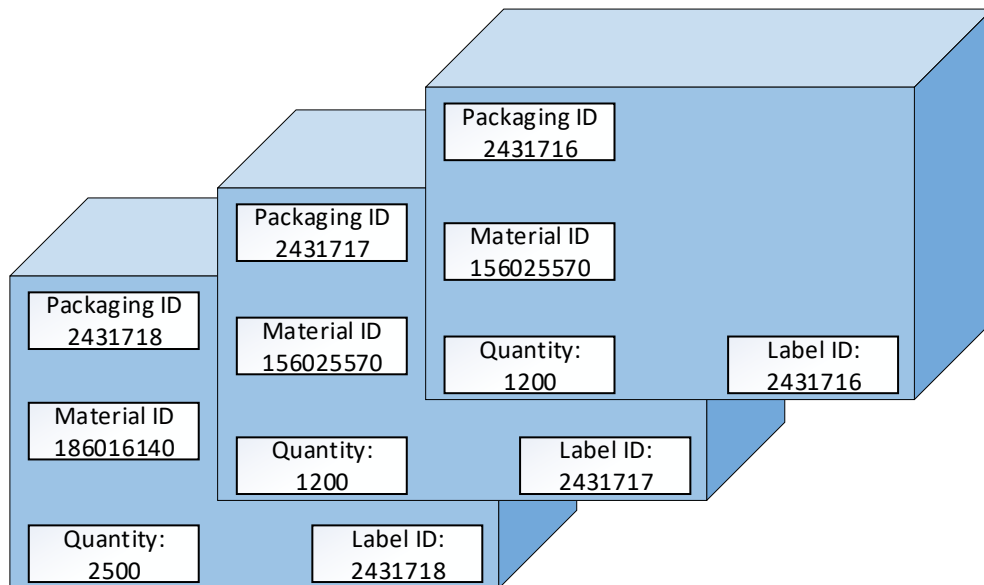 Packaging ID
2431716
Material ID
156025570
Quantity:
1200
Label ID:
2431716
Packaging ID
2431717
Material ID
156025570
Quantity:
1200
Label ID:
2431717
Packaging ID
2431718
Material ID
186016140
Quantity:
2500
Label ID:
2431718